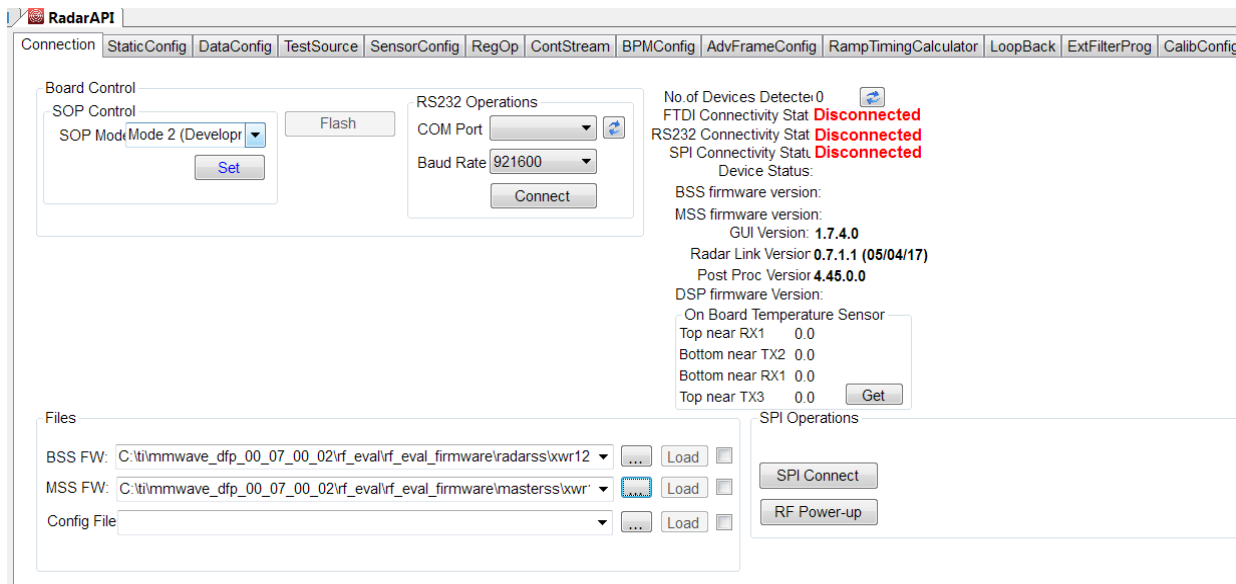 RadarAPI
Connection StaticConfig DataConfig TestSource SensorConfig RegOp ContStream BPMConfig AdvFrameConfig RampTimingCalculator LoopBack ExtFilterProg CalibConfig
Board Control
SOP Control
SOP Mode Mode 2 (Developr
Set
Flash
RS232 Operations
COM Port
Baud Rate 921600
Connect
No.of Devices Detected 0
FTDI Connectivity Stat Disconnected
RS232 Connectivity Stat Disconnected
SPI Connectivity Statu Disconnected
Device Status:
BSS firmware version:
MSS firmware version:
GUI Version: 1.7.4.0
Radar Link Version 0.7.1.1 (05/04/17)
Post Proc Version 4.45.0.0
DSP firmware Version:
On Board Temperature Sensor
Top near RX1 0.0
Bottom near TX2 0.0
Bottom near RX1 0.0
Top near TX3 0.0
Get
Files
BSS FW: C:\ti\mmwave_dfp_00_07_00_02\rf_eval\rf_eval_firmware\radarss\xwr12 ... Load
MSS FW: C:\ti\mmwave_dfp_00_07_00_02\rf_eval\rf_eval_firmware\masterss\xwr ... Load
Config File ... Load
SPI Operations
SPI Connect
RF Power-up